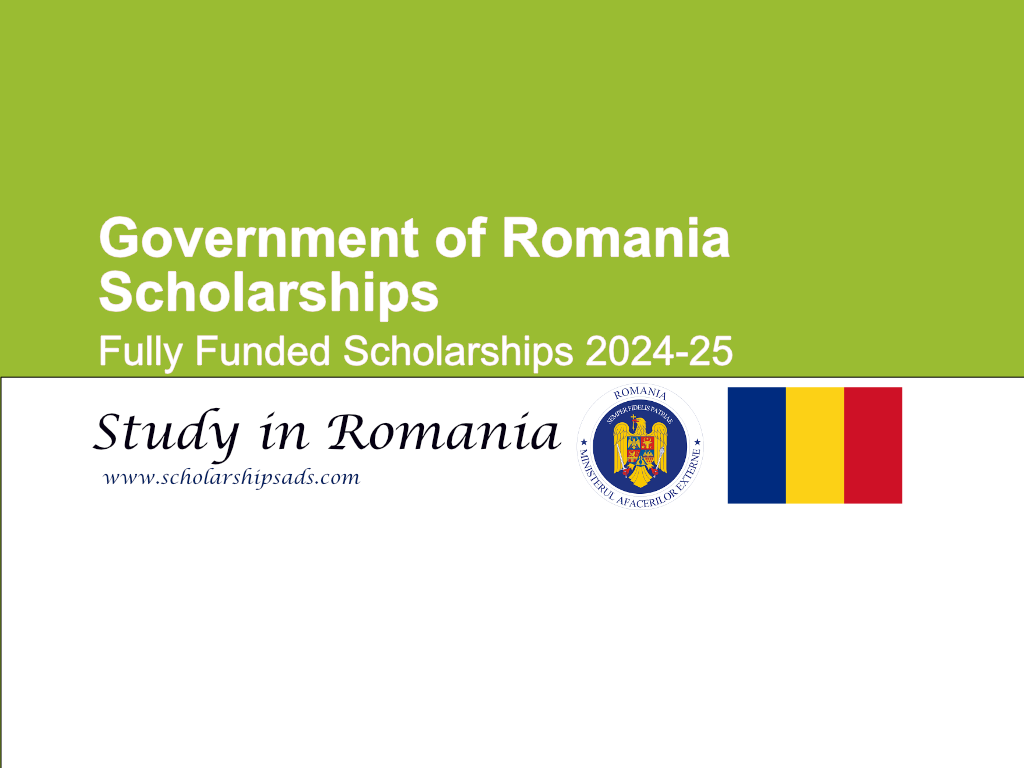 Government of Romania
Scholarships
Fully Funded Scholarships 2024-25
Study in Romania
www.scholarshipsads.com
ROMANIA
SEMPER FIDELIS PATRIAE
★ MINISTERUL AFACERILOR EXTERNE ★